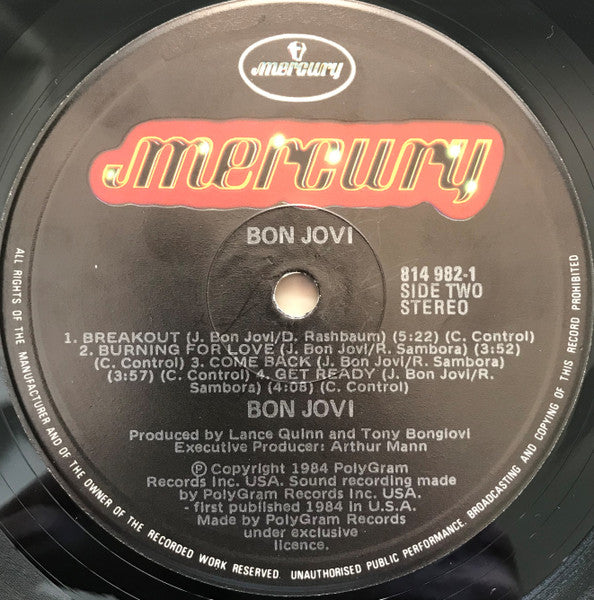 mercury
mercury
BON JOVI
814 982-1
SIDE TWO
STEREO
1. BREAKOUT (J. Bon Jovi/D. Rashbaum) (5:22) (C. Control)
2. BURNING FOR LOVE (J. Bon Jovi/R. Sambora) (3:52)
(C. Control) 3. COME BACK (J. Bon Jovi/R. Sambora)
(3:57) (C. Control) 4. GET READY (J. Bon Jovi/R.
Sambora) (4:08) (C. Control)
BON JOVI
Produced by Lance Quinn and Tony Bongiovi
Executive Producer: Arthur Mann
Ⓟ Copyright 1984 PolyGram
Records Inc. USA. Sound recording made
by PolyGram Records Inc. USA.
- first published 1984 in U.S.A.
Made by PolyGram Records
under exclusive
licence.
ALL RIGHTS OF THE MANUFACTURER AND OF THE OWNER OF THE RECORDED WORK RESERVED. UNAUTHORISED PUBLIC PERFORMANCE, BROADCASTING AND COPYING OF THIS RECORD PROHIBITED